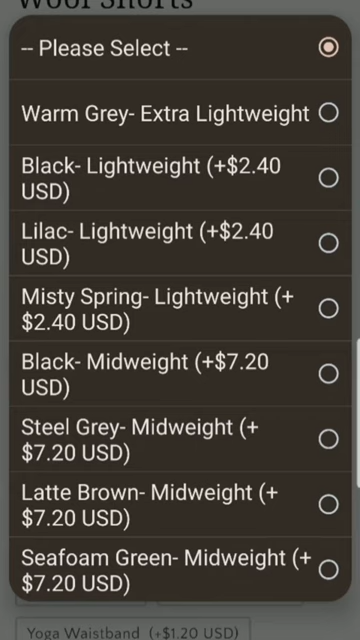 Wool Shorts
-- Please Select --
Warm Grey- Extra Lightweight
Black- Lightweight (+$2.40
USD)
Lilac- Lightweight (+$2.40
USD)
Misty Spring- Lightweight (+
$2.40 USD)
Black- Midweight (+$7.20
USD)
Steel Grey- Midweight (+
$7.20 USD)
Latte Brown- Midweight (+
$7.20 USD)
Seafoam Green- Midweight (+
$7.20 USD)
Yoga Waistband (+$1.20 USD)